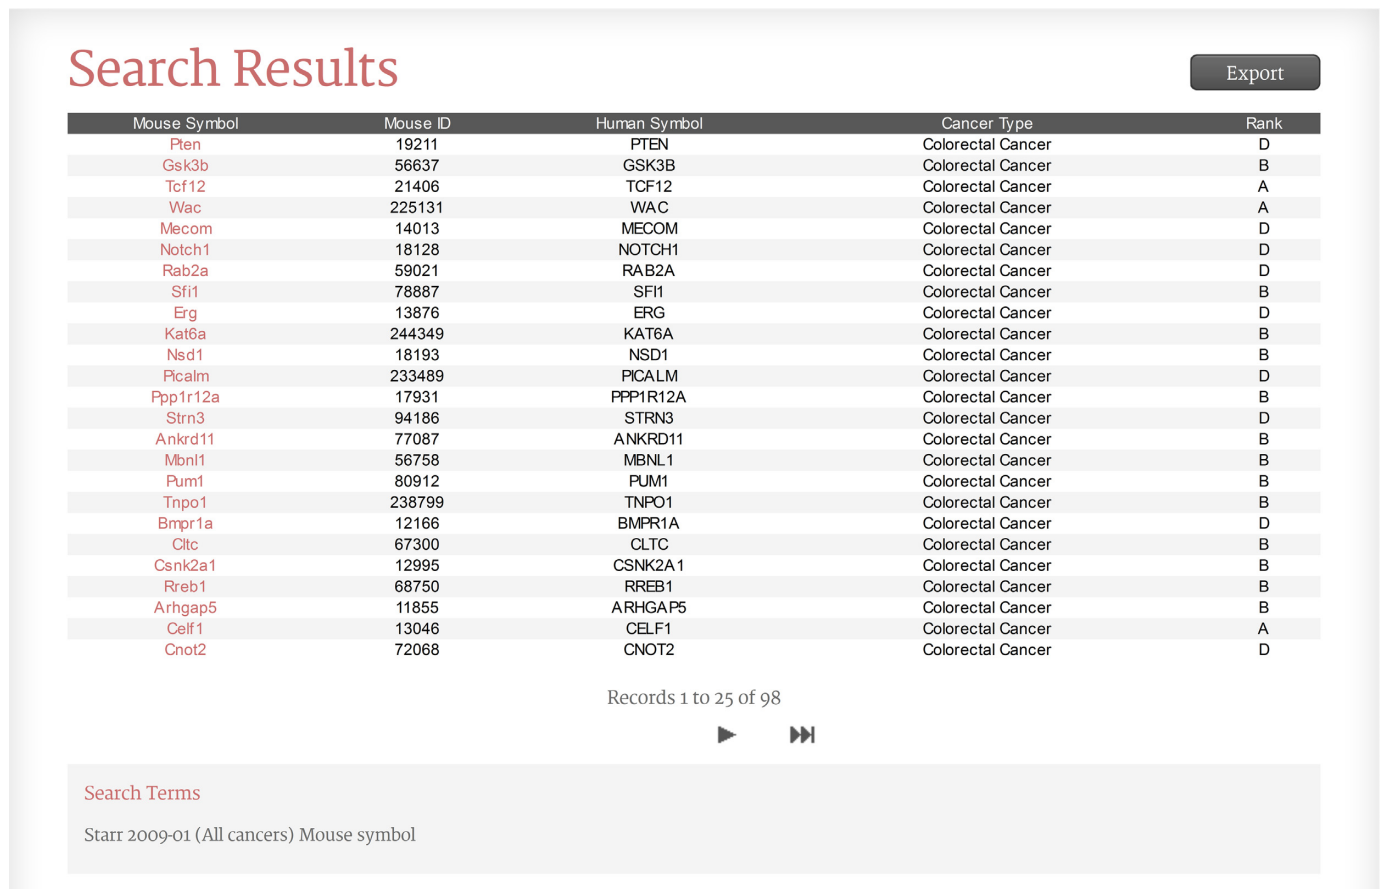 Search Results
Export
Mouse Symbol Mouse ID Human Symbol Cancer Type Rank
Pten 19211 PTEN Colorectal Cancer D
Gsk3b 56637 GSK3B Colorectal Cancer B
Tcf12 21406 TCF12 Colorectal Cancer A
Wac 225131 WAC Colorectal Cancer A
Mecom 14013 MECOM Colorectal Cancer D
Notch1 18128 NOTCH1 Colorectal Cancer D
Rab2a 59021 RAB2A Colorectal Cancer D
Sfi1 78887 SFI1 Colorectal Cancer B
Erg 13876 ERG Colorectal Cancer D
Kat6a 244349 KAT6A Colorectal Cancer B
Nsd1 18193 NSD1 Colorectal Cancer B
Picalm 233489 PICALM Colorectal Cancer D
Ppp1r12a 17931 PPP1R12A Colorectal Cancer B
Strn3 94186 STRN3 Colorectal Cancer D
Ankrd11 77087 ANKRD11 Colorectal Cancer B
Mbnl1 56758 MBNL1 Colorectal Cancer B
Pum1 80912 PUM1 Colorectal Cancer B
Tnpo1 238799 TNPO1 Colorectal Cancer B
Bmpr1a 12166 BMPR1A Colorectal Cancer D
Cltc 67300 CLTC Colorectal Cancer B
Csnk2a1 12995 CSNK2A1 Colorectal Cancer B
Rreb1 68750 RREB1 Colorectal Cancer B
Arhgap5 11855 ARHGAP5 Colorectal Cancer B
Celf1 13046 CELF1 Colorectal Cancer A
Cnot2 72068 CNOT2 Colorectal Cancer D
Records 1 to 25 of 98
Search Terms
Starr 2009-01 (All cancers) Mouse symbol